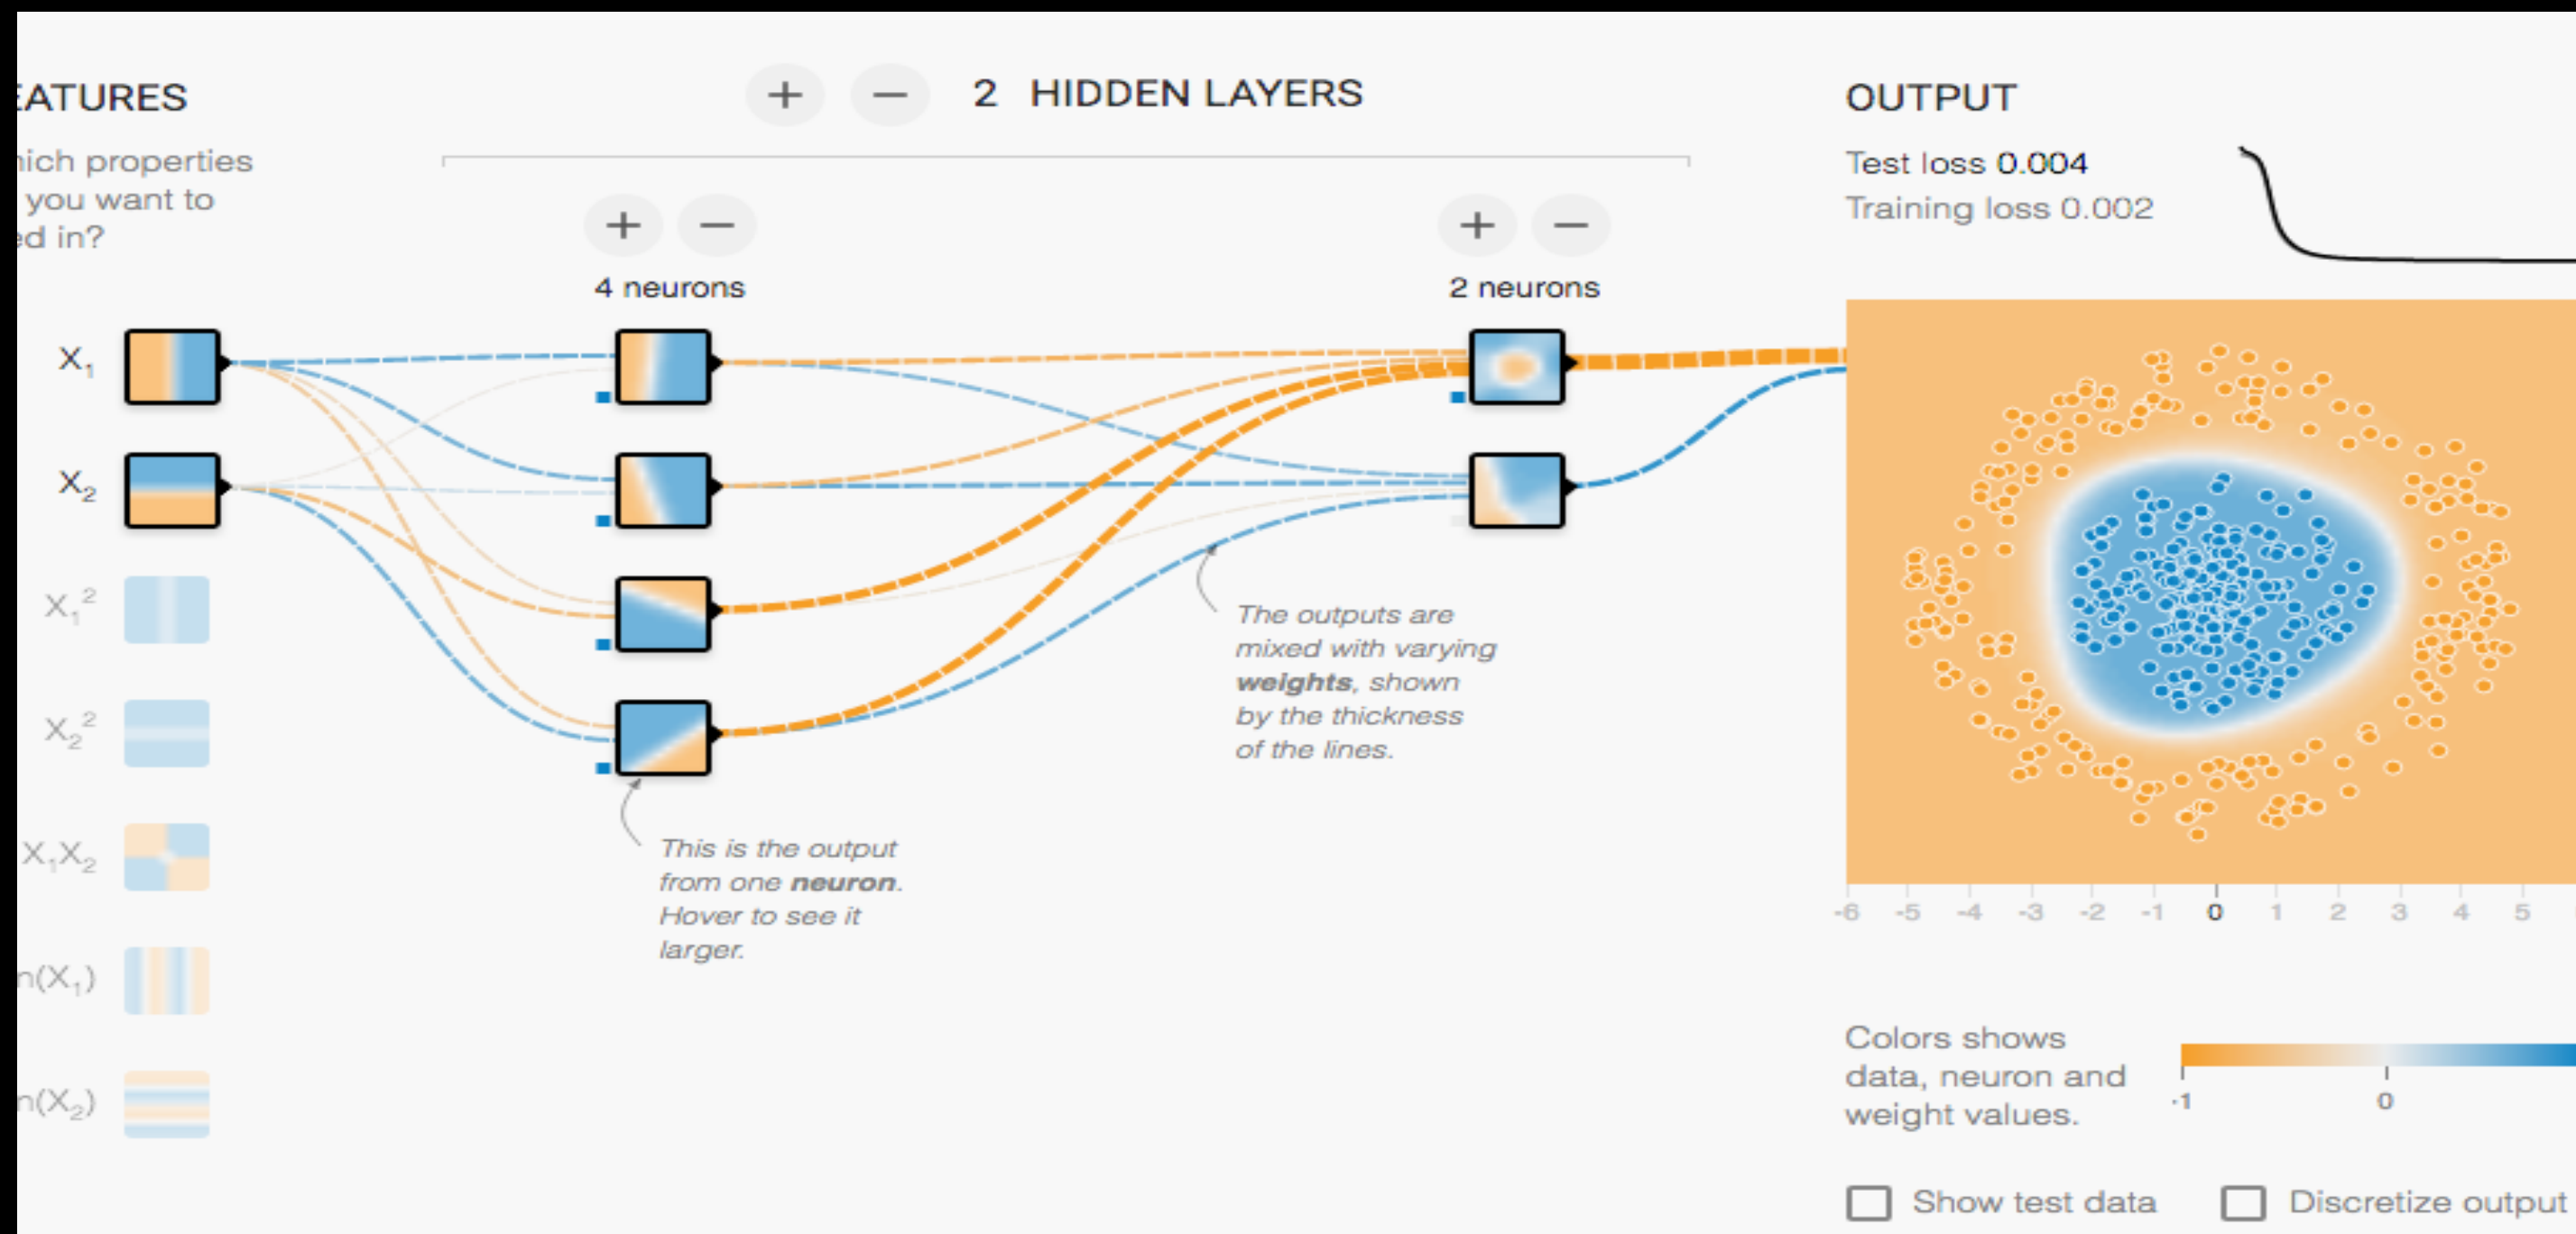 EATURES
hich properties
you want to
ed in?
+ − 2 HIDDEN LAYERS
+ −
4 neurons
+ −
2 neurons
X₁
X₂
X₁²
X₂²
X₁X₂
n(X₁)
n(X₂)
This is the output
from one neuron.
Hover to see it
larger.
The outputs are
mixed with varying
weights, shown
by the thickness
of the lines.
OUTPUT
Test loss 0.004
Training loss 0.002
-6 -5 -4 -3 -2 -1 0 1 2 3 4 5
Colors shows
data, neuron and
weight values.
-1 0
Show test data
Discretize output